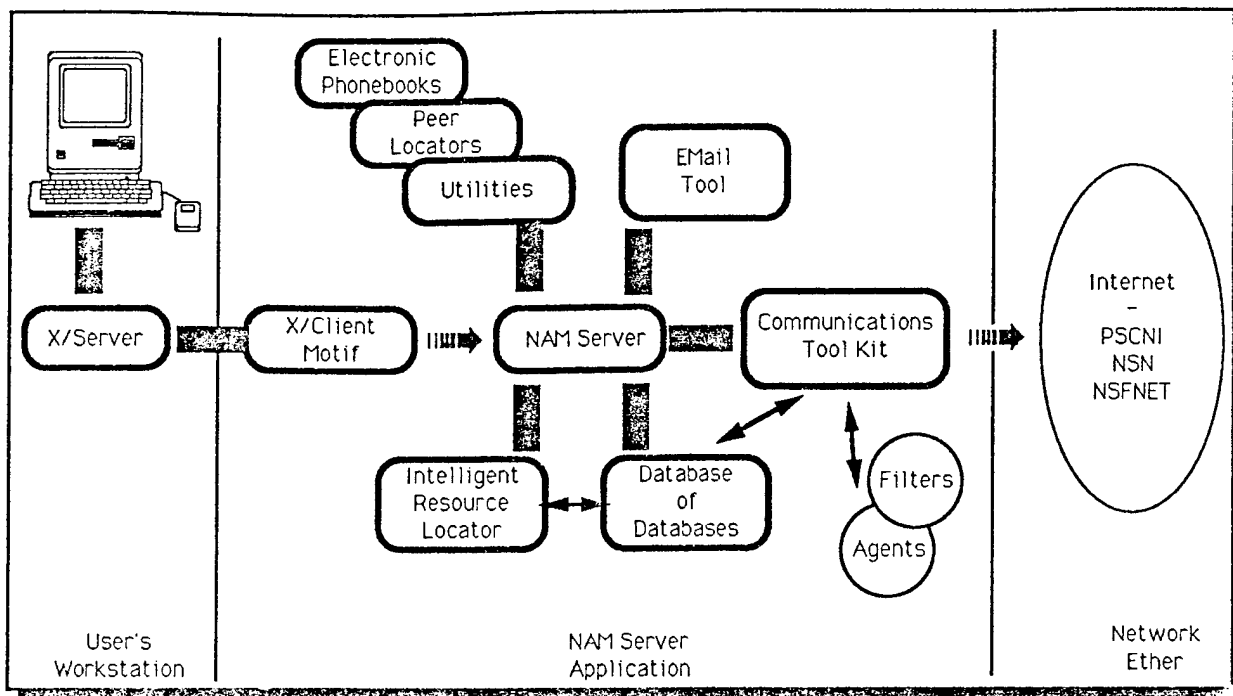 Electronic
Phonebooks
Peer
Locators
Utilities
EMail
Tool
X/Server
X/Client
Motif
NAM Server
Communications
Tool Kit
Internet
-
PSCNI
NSN
NSFNET
Intelligent
Resource
Locator
Database
of
Databases
Filters
Agents
User's
Workstation
NAM Server
Application
Network
Ether